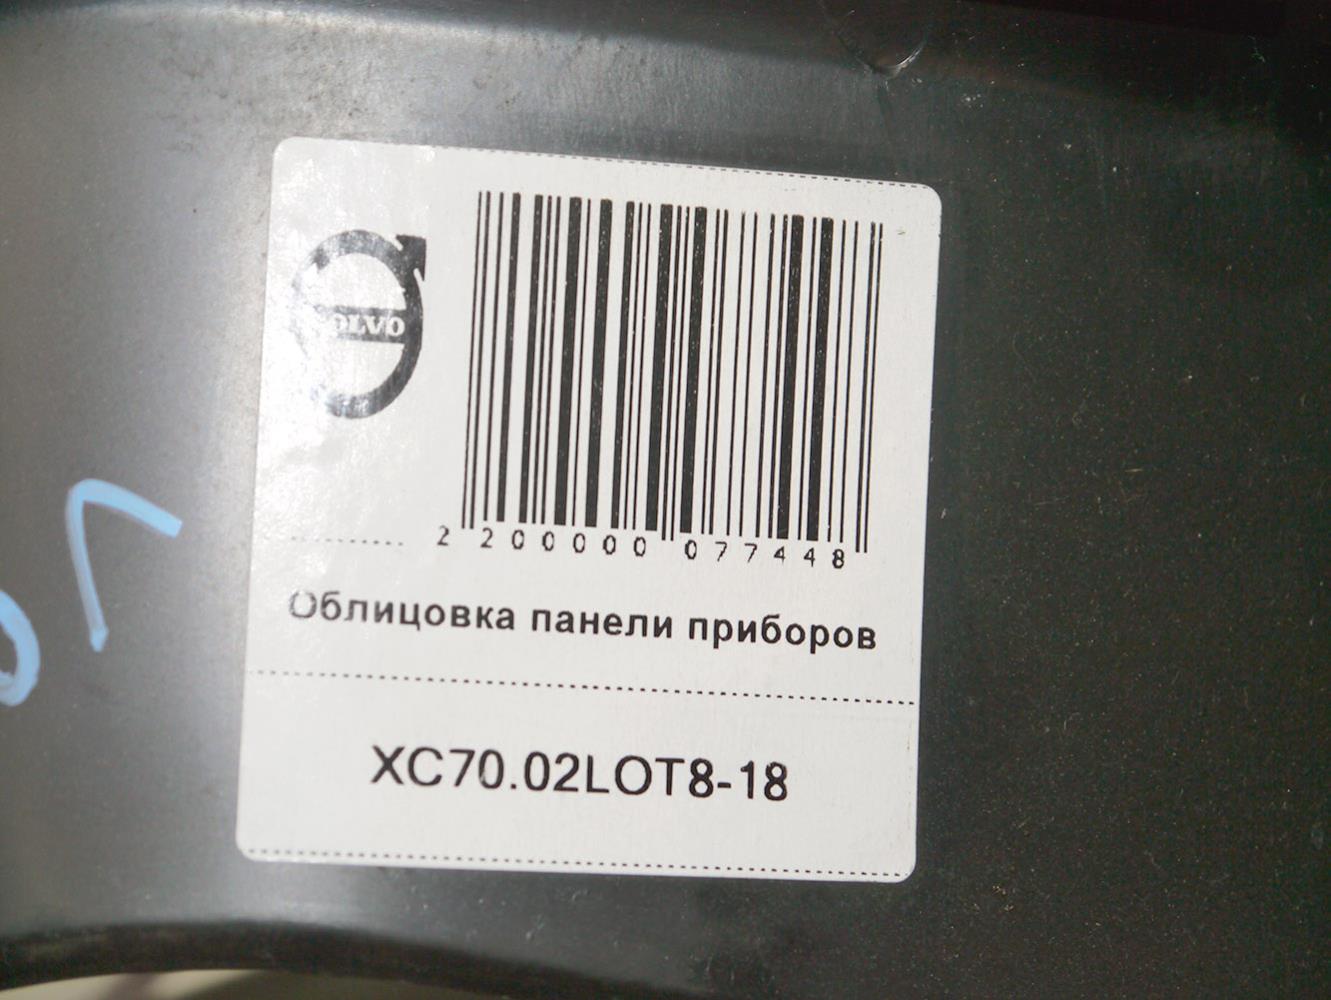 VOLVO
2 200000 077448
Облицовка панели приборов
XC70.02LOT8-18